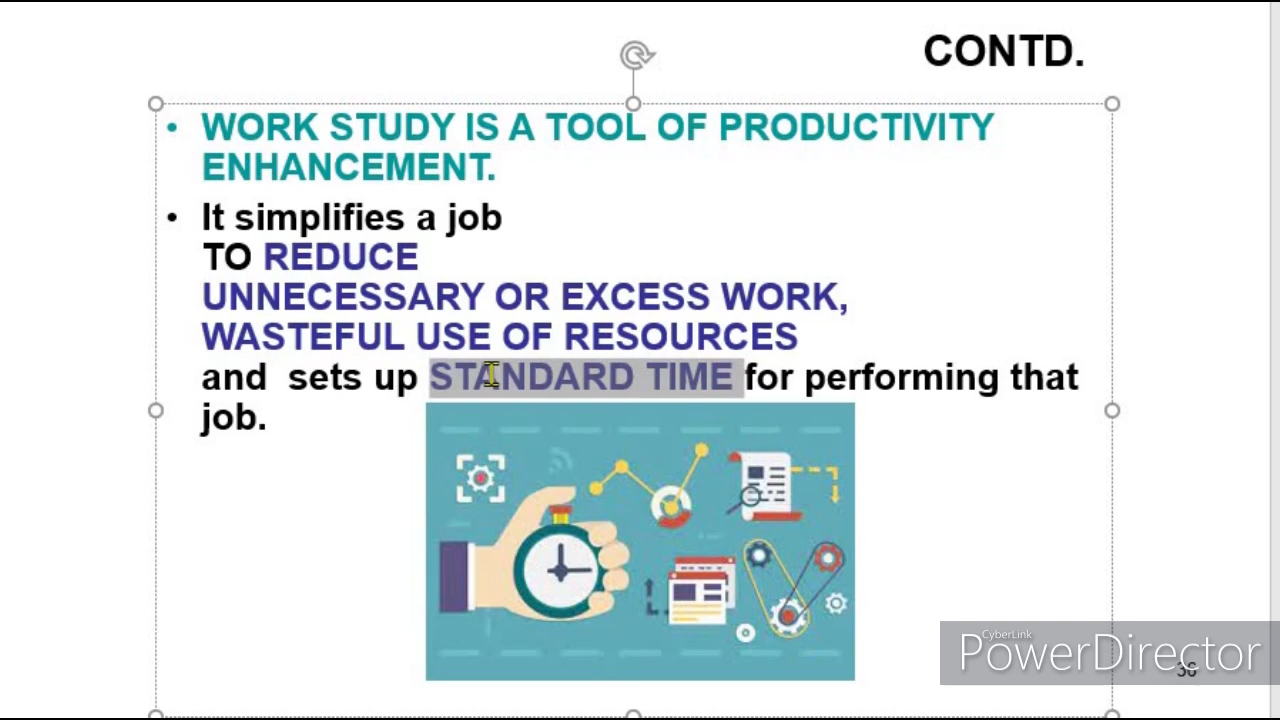 CONTD.
• WORK STUDY IS A TOOL OF PRODUCTIVITY
ENHANCEMENT.
• It simplifies a job
TO REDUCE
UNNECESSARY OR EXCESS WORK,
WASTEFUL USE OF RESOURCES
and sets up STANDARD TIME for performing that
job.
CyberLink
PowerDirector
36